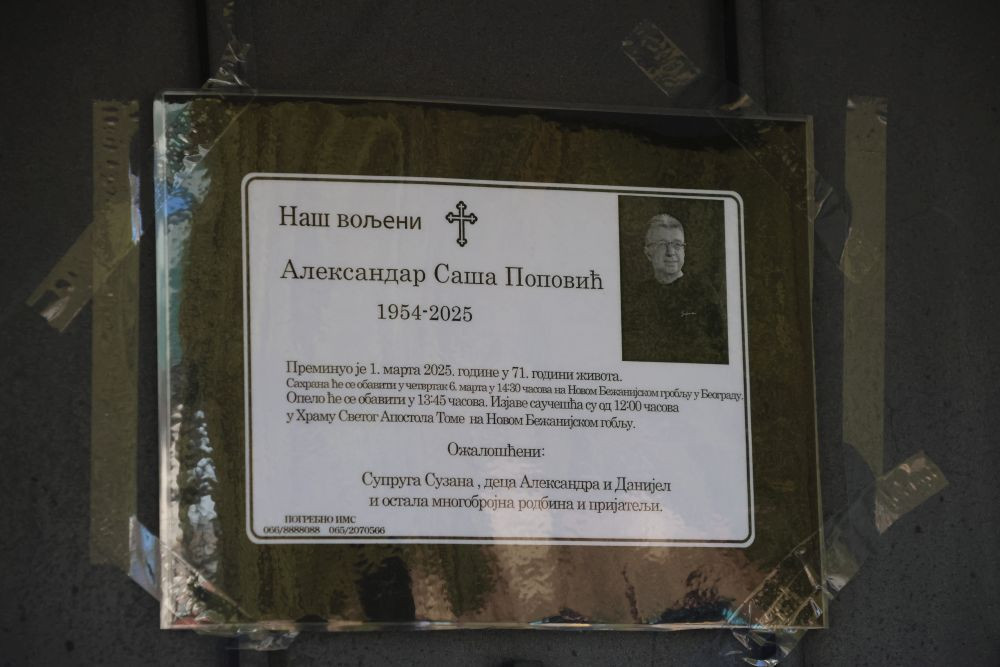 Наш вољени
Александар Саша Поповић
1954-2025
Преминуо је 1. марта 2025. године у 71. години живота.
Сахрана ће се обавити у четвртак 6. марта у 14:30 часова на Новом Бежанијском гробљу у Београду.
Опело ће се обавити у 13:45 часова. Изјаве саучешћа су од 12:00 часова
у Храму Светог Апостола Томе на Новом Бежанијском гобљу.
Ожалошћени:
Супруга Сузана , деца Александра и Данијел
и остала многобројна родбина и пријатељи.
ПОГРЕБНО ИМС
066/8888088 065/2070566